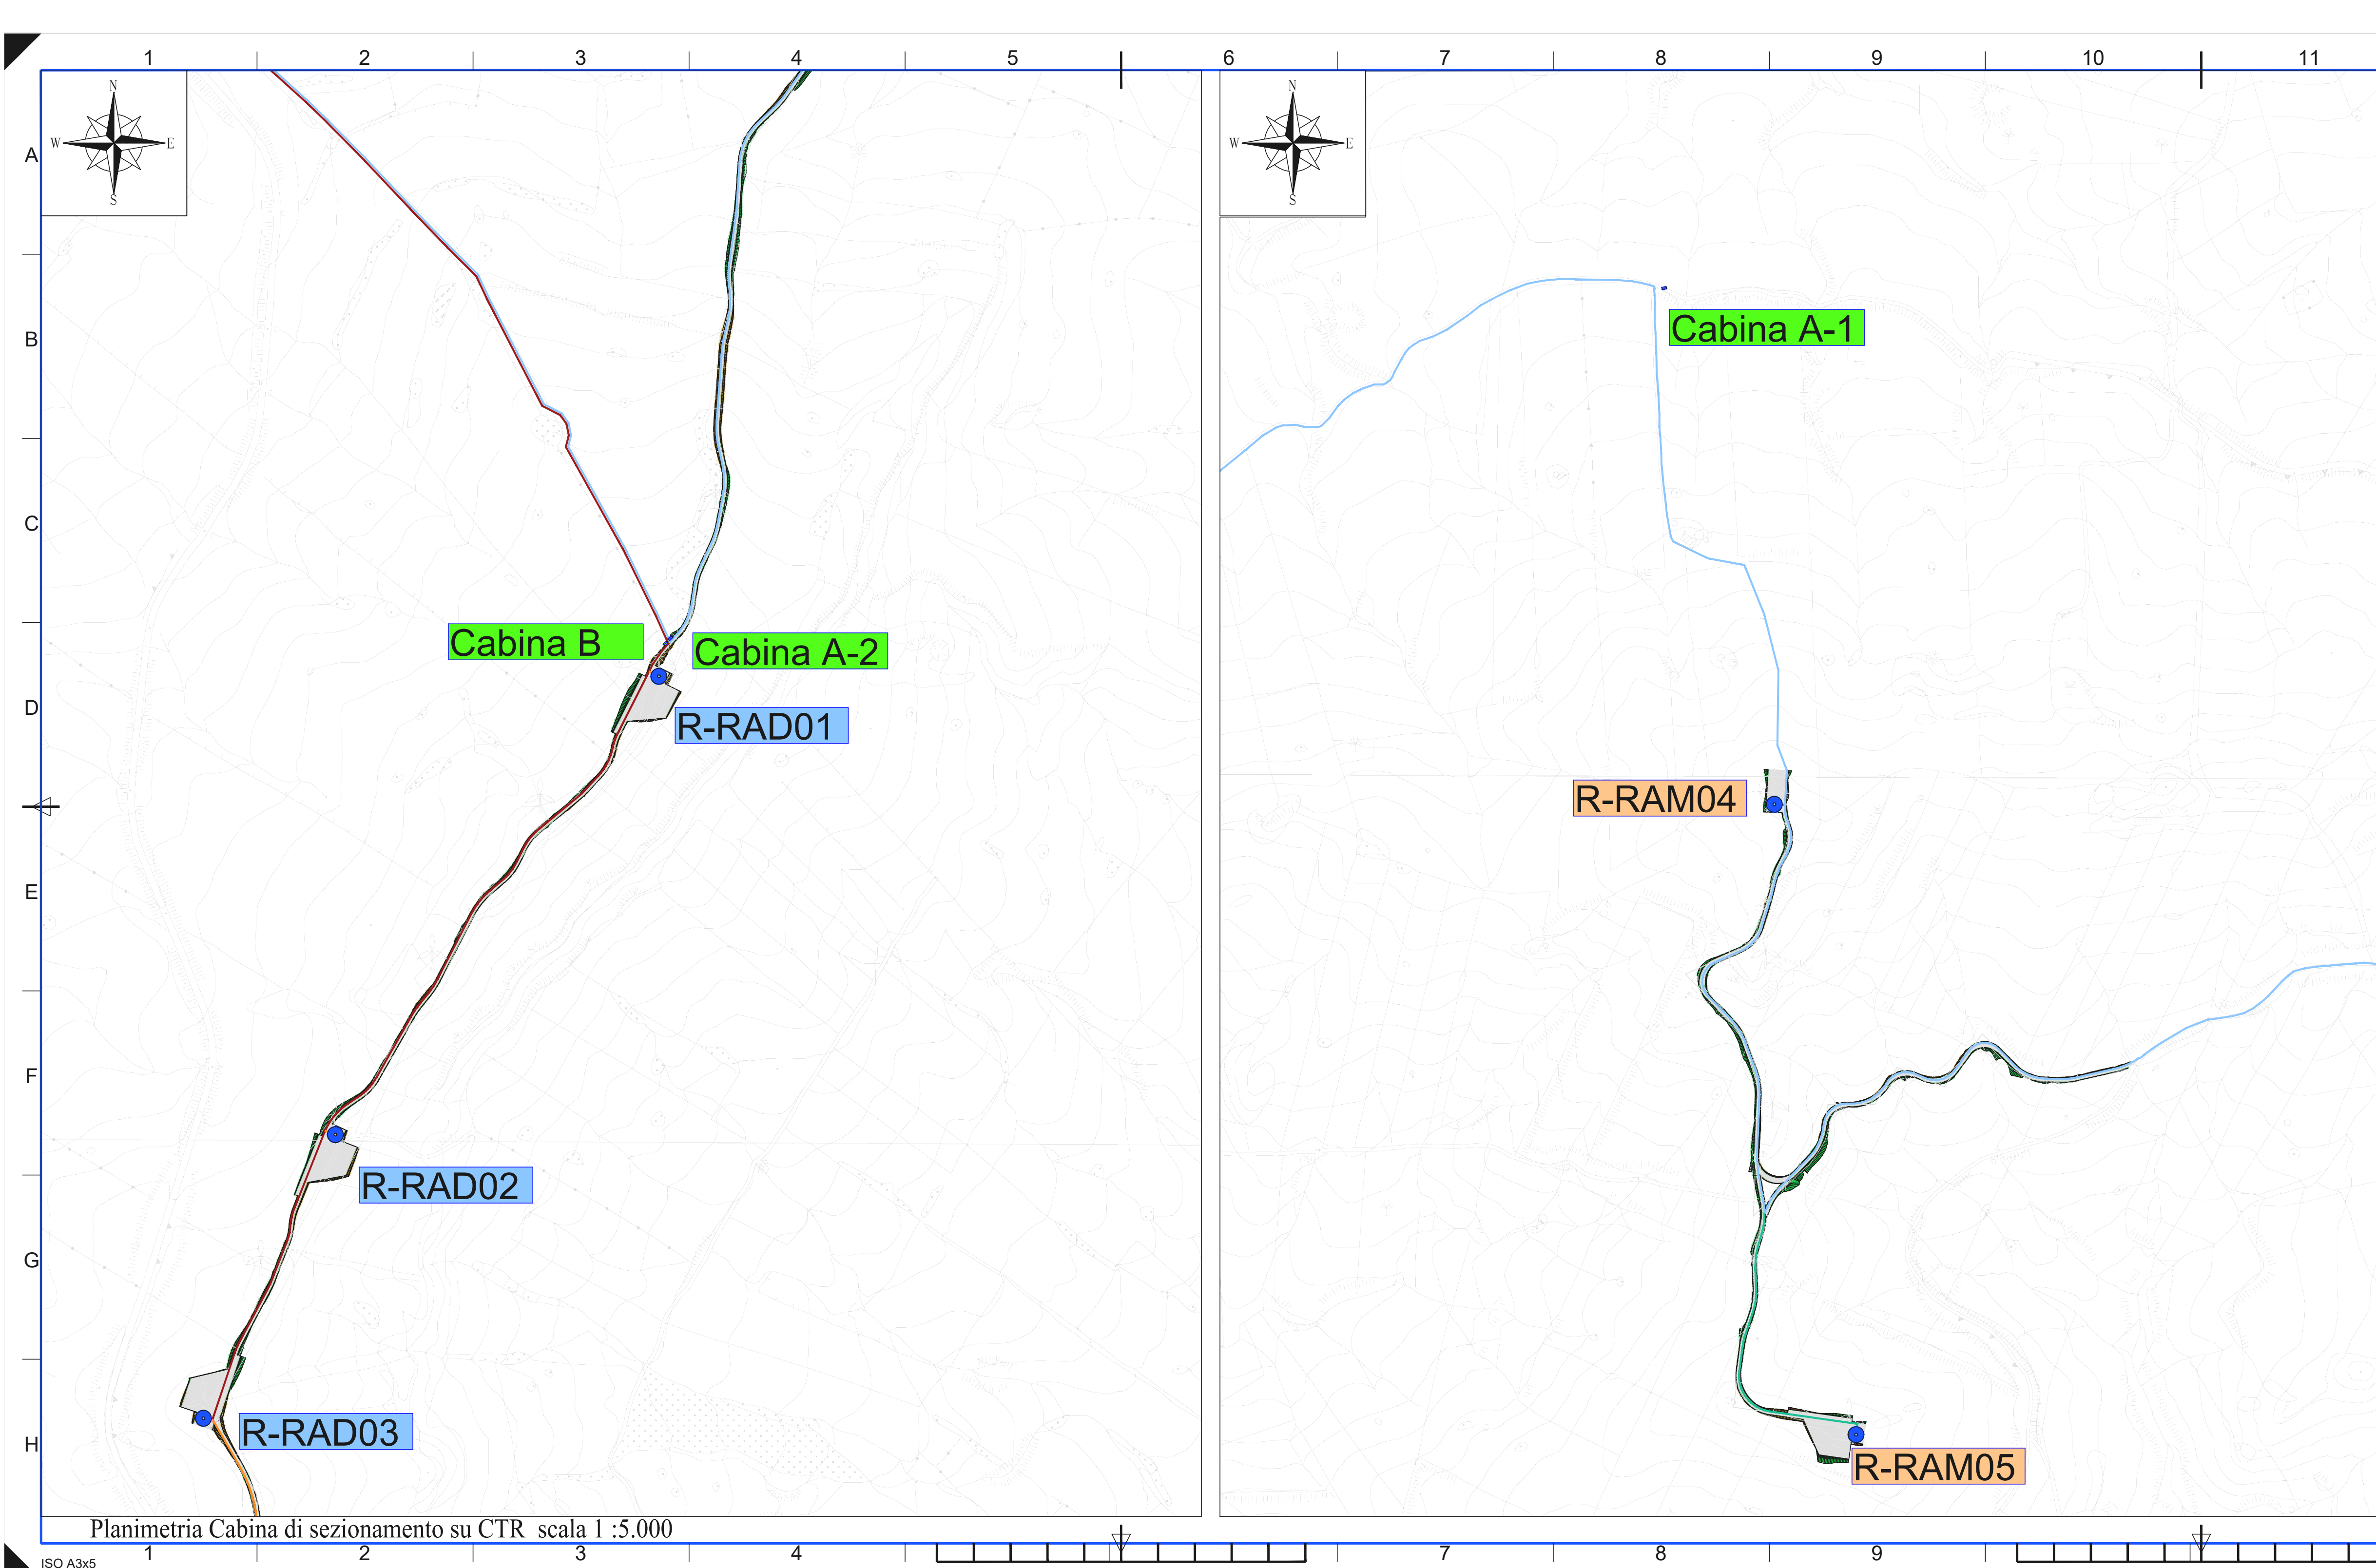 1 2 3 4 5 6 7 8 9 10 11
N
W E
S
N
W E
S
A
B
C
D
E
F
G
H
Cabina A-1
Cabina B
Cabina A-2
R-RAD01
R-RAM04
R-RAD02
R-RAD03
R-RAM05
Planimetria Cabina di sezionamento su CTR scala 1 :5.000
1 2 3 4 7 8 9
ISO A3x5